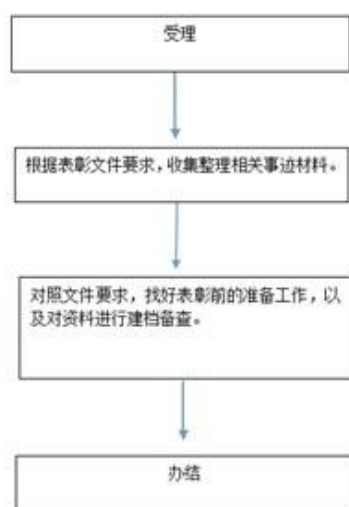 受理
根据表彰文件要求，收集整理相关事迹材料。
对照文件要求，找好表彰前的准备工作，以
及对资料进行建档备查。
办结